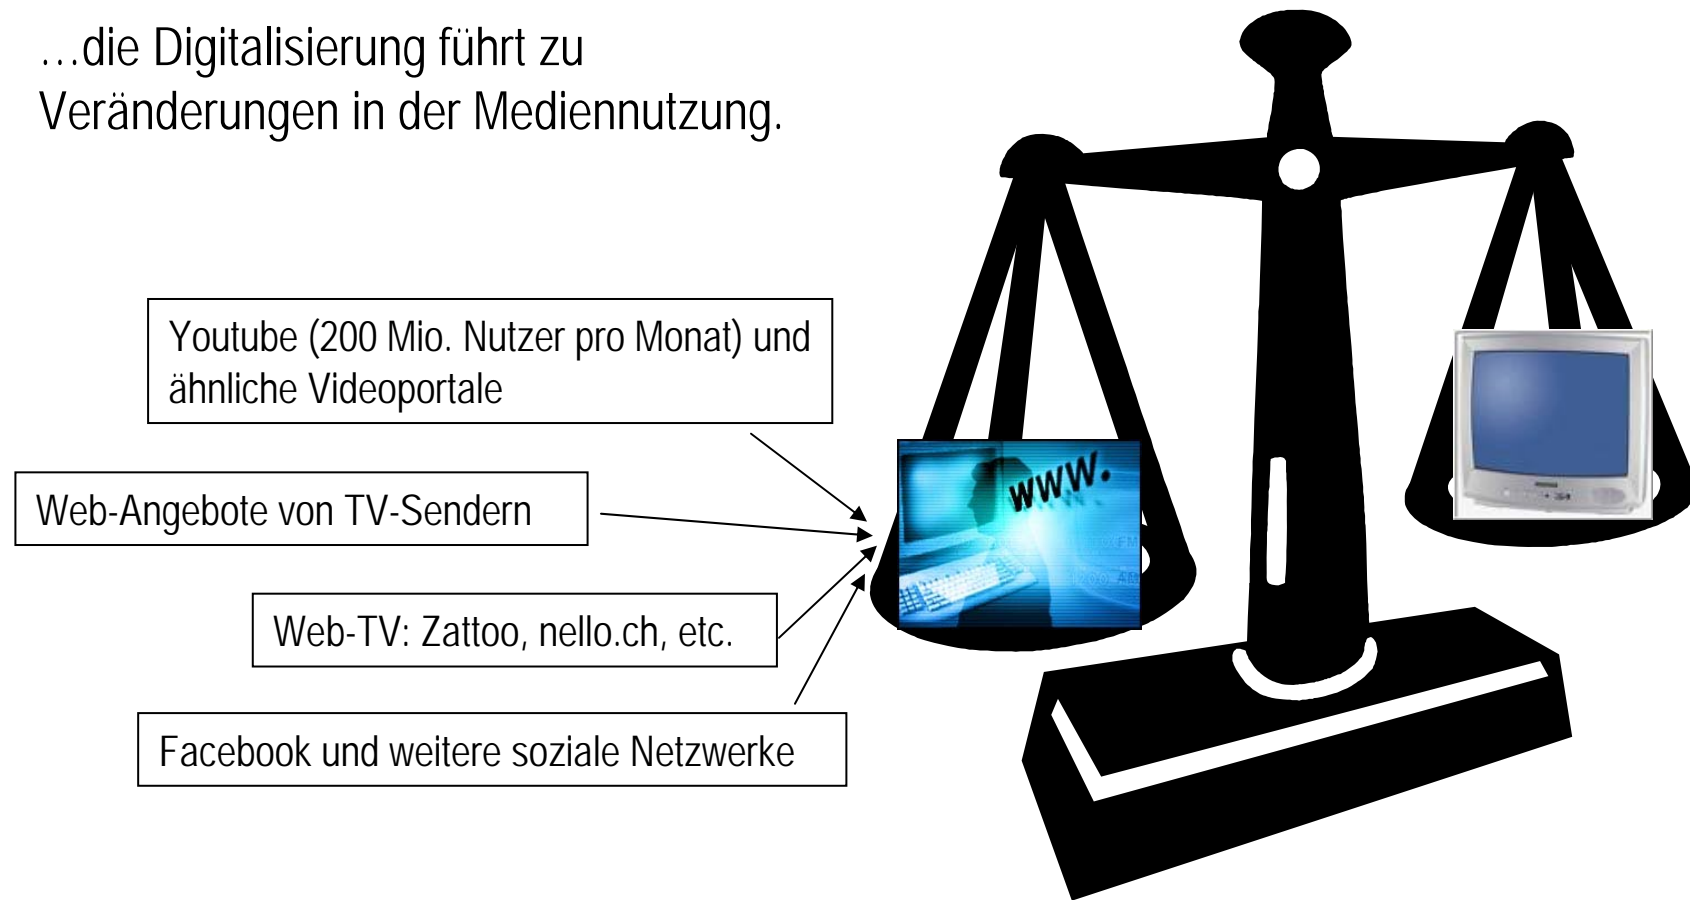 …die Digitalisierung führt zu
Veränderungen in der Mediennutzung.
Youtube (200 Mio. Nutzer pro Monat) und
ähnliche Videoportale
www.
Web-Angebote von TV-Sendern
Web-TV: Zattoo, nello.ch, etc.
Facebook und weitere soziale Netzwerke